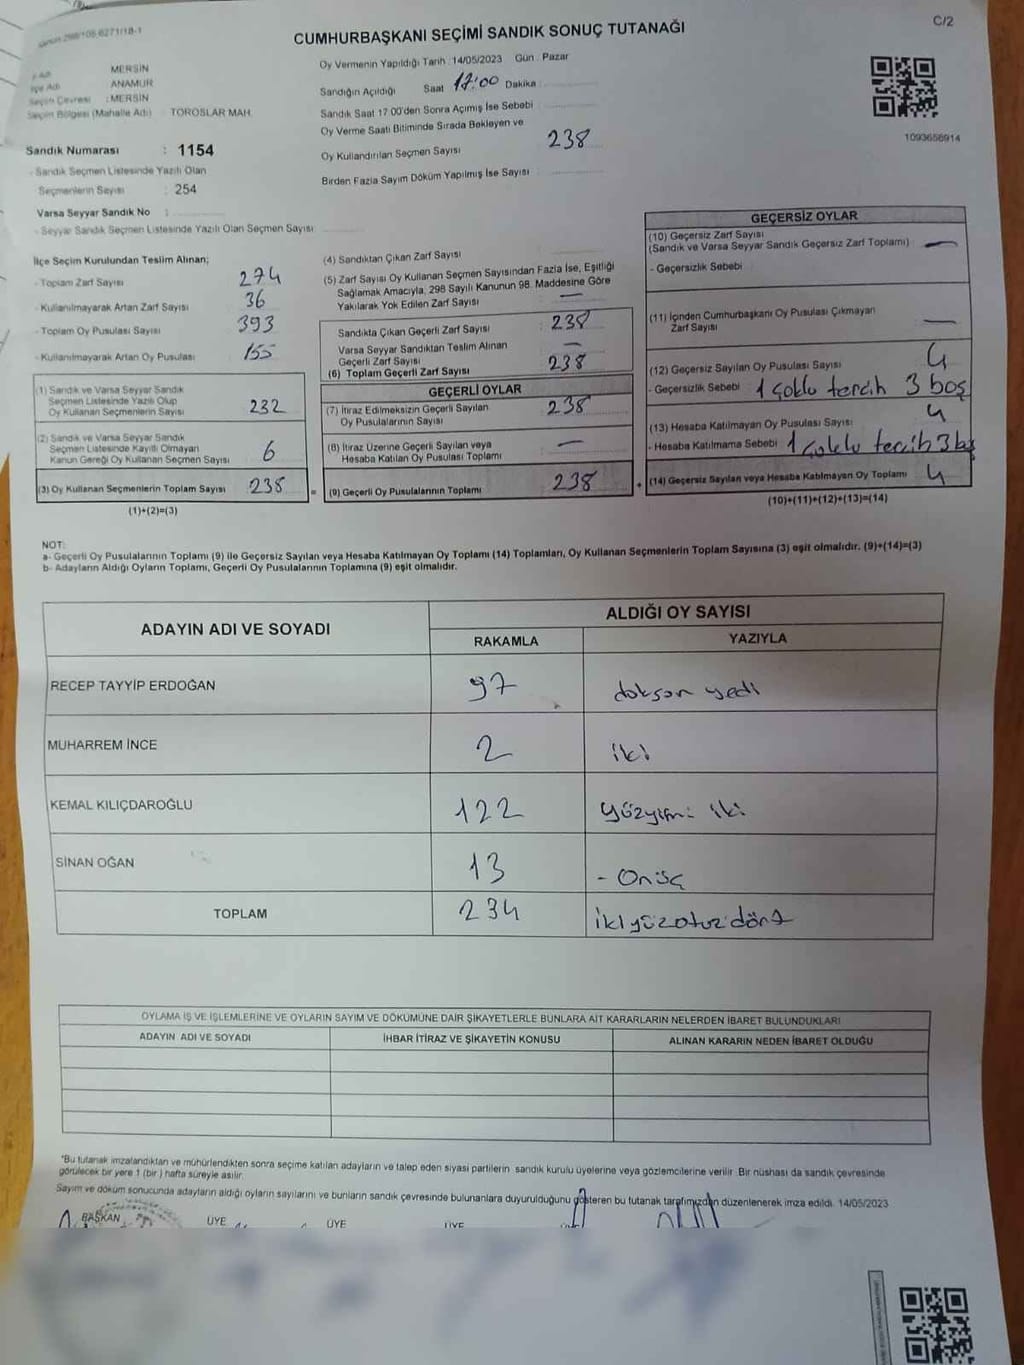 CUMHURBAŞKANI SEÇİMİ SANDIK SONUÇ TUTANAĞI
C/2
MERSİN
İlçe Adı ANAMUR
Seçim Çevresi : MERSİN
Seçim Bölgesi (Mahalle Adı) : TOROSLAR MAH.
Sandık Numarası : 1154
- Sandık Seçmen Listesinde Yazılı Olan
Seçmenlerin Sayısı : 254
Varsa Seyyar Sandık No :
- Seyyar Sandık Seçmen Listesinde Yazılı Olan Seçmen Sayısı
Oy Vermenin Yapıldığı Tarih : 14/05/2023 Gün : Pazar
Sandığın Açıldığı Saat 17:00 Dakika :
Sandık Saat 17.00'den Sonra Açımış İse Sebebi
Oy Verme Saati Bitiminde Sırada Bekleyen ve
Oy Kullandırılan Seçmen Sayısı 238
Birden Fazla Sayım Döküm Yapılmış İse Sayısı
1093658914
İlçe Seçim Kurulundan Teslim Alınan;
- Toplam Zarf Sayısı 274
- Kullanılmayarak Artan Zarf Sayısı 36
- Toplam Oy Pusulası Sayısı 393
- Kullanılmayarak Artan Oy Pusulası 155
(1) Sandık ve Varsa Seyyar Sandık
Seçmen Listesinde Yazılı Olup
Oy Kullanan Seçmenlerin Sayısı 232
(2) Sandık ve Varsa Seyyar Sandık
Seçmen Listesinde Kayıtlı Olmayan
Kanun Gereği Oy Kullanan Seçmen Sayısı 6
(3) Oy Kullanan Seçmenlerin Toplam Sayısı 238
(1)+(2)=(3)
(4) Sandıktan Çıkan Zarf Sayısı
(5) Zarf Sayısı Oy Kullanan Seçmen Sayısından Fazla İse, Eşitliği
Sağlamak Amacıyla, 298 Sayılı Kanunun 98. Maddesine Göre
Yakılarak Yok Edilen Zarf Sayısı —
Sandıkta Çıkan Geçerli Zarf Sayısı : 238
Varsa Seyyar Sandıktan Teslim Alınan
Geçerli Zarf Sayısı : —
(6) Toplam Geçerli Zarf Sayısı 238
GEÇERLİ OYLAR
(7) İtiraz Edilmeksizin Geçerli Sayılan 238
Oy Pusulalarının Sayısı
(8) İtiraz Üzerine Geçerli Sayılan veya —
Hesaba Katılan Oy Pusulası Toplamı
= (9) Geçerli Oy Pusulalarının Toplamı 238
GEÇERSİZ OYLAR
(10) Geçersiz Zarf Sayısı
(Sandık ve Varsa Seyyar Sandık Geçersiz Zarf Toplamı) —
- Geçersizlik Sebebi
(11) İçinden Cumhurbaşkanı Oy Pusulası Çıkmayan
Zarf Sayısı —
(12) Geçersiz Sayılan Oy Pusulası Sayısı 4
- Geçersizlik Sebebi 1 çoklu tercih 3 boş
(13) Hesaba Katılmayan Oy Pusulası Sayısı 4
- Hesaba Katılmama Sebebi 1 çoklu tercih 3 boş
+ (14) Geçersiz Sayılan veya Hesaba Katılmayan Oy Toplamı 4
(10)+(11)+(12)+(13)=(14)
NOT:
a- Geçerli Oy Pusulalarının Toplamı (9) ile Geçersiz Sayılan veya Hesaba Katılmayan Oy Toplamı (14) Toplamları, Oy Kullanan Seçmenlerin Toplam Sayısına (3) eşit olmalıdır. (9)+(14)=(3)
b- Adayların Aldığı Oyların Toplamı, Geçerli Oy Pusulalarının Toplamına (9) eşit olmalıdır.
ADAYIN ADI VE SOYADI
ALDIĞI OY SAYISI
RAKAMLA YAZIYLA
RECEP TAYYİP ERDOĞAN 97 doksan yedi
MUHARREM İNCE 2 iki
KEMAL KILIÇDAROĞLU 122 yüzyirmi iki
SİNAN OĞAN 13 - Onüç
TOPLAM 234 ikiyüzotuzdört
OYLAMA İŞ VE İŞLEMLERİNE VE OYLARIN SAYIM VE DÖKÜMÜNE DAİR ŞİKAYETLERLE BUNLARA AİT KARARLARIN NELERDEN İBARET BULUNDUKLARI
ADAYIN ADI VE SOYADI İHBAR İTİRAZ VE ŞİKAYETİN KONUSU ALINAN KARARIN NEDEN İBARET OLDUĞU
"Bu tutanak imzalandıktan ve mühürlendikten sonra seçime katılan adayların ve talep eden siyasi partilerin sandık kurulu üyelerine veya gözlemcilerine verilir. Bir nüshası da sandık çevresinde
görülecek bir yere 1 (bir ) hafta süreyle asılır.
Sayım ve döküm sonucunda adayların aldığı oyların sayılarını ve bunların sandık çevresinde bulunanlara duyurulduğunu gösteren bu tutanak tarafımızdan düzenlenerek imza edildi. 14/05/2023
BAŞKAN ÜYE ÜYE ÜYE